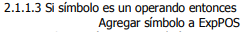 2.1.1.3 Si símbolo es un operando entonces
Agregar símbolo a ExpPOS